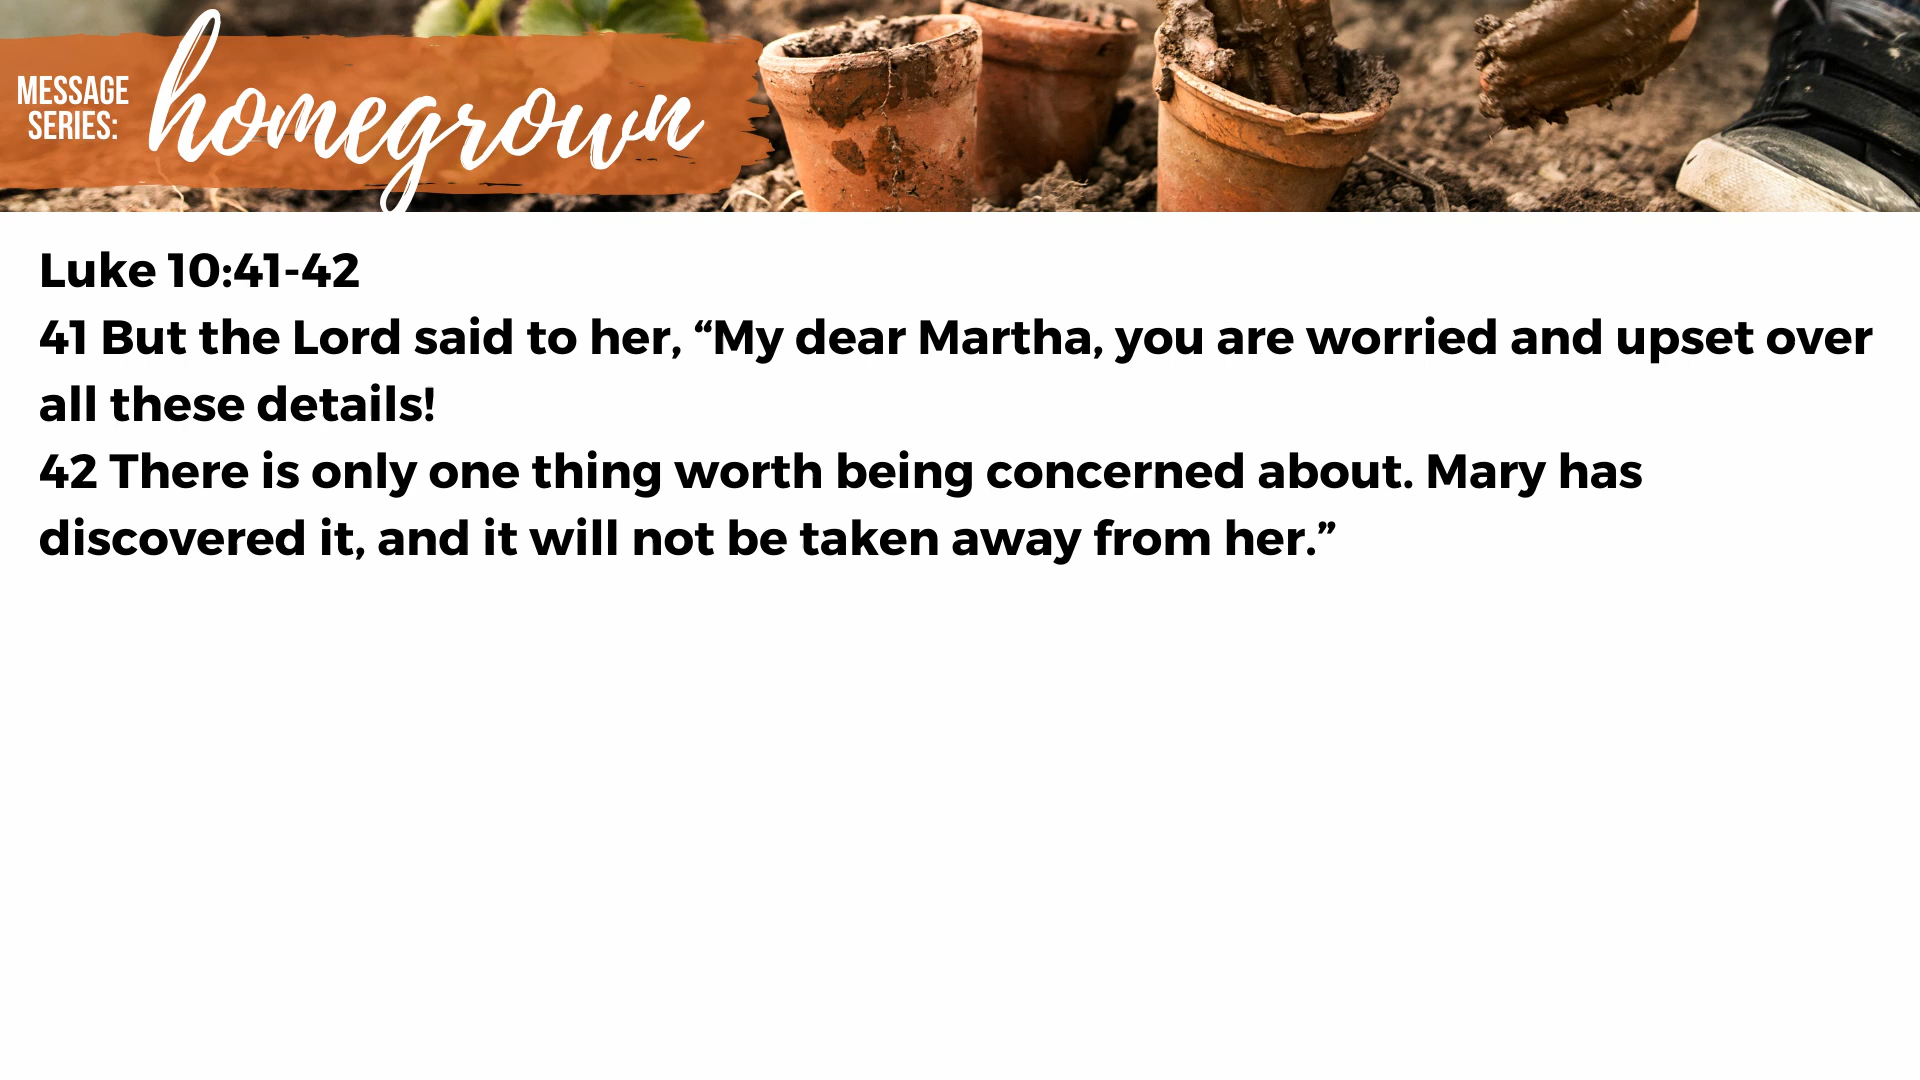 MESSAGE
SERIES:
homegrown
Luke 10:41-42
41 But the Lord said to her, “My dear Martha, you are worried and upset over
all these details!
42 There is only one thing worth being concerned about. Mary has
discovered it, and it will not be taken away from her.”